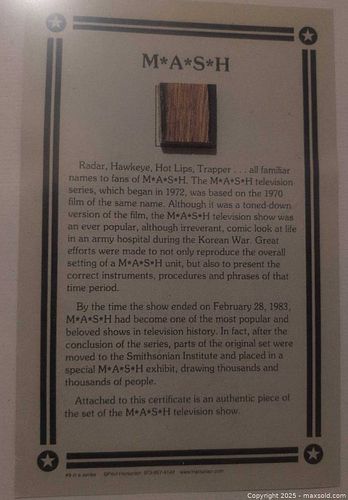 M★A★S★H
Radar, Hawkeye, Hot Lips, Trapper . . . all familiar
names to fans of M★A★S★H. The M★A★S★H television
series, which began in 1972, was based on the 1970
film of the same name. Although it was a toned-down
version of the film, the M★A★S★H television show was
an ever popular, although irreverant, comic look at life
in an army hospital during the Korean War. Great
efforts were made to not only reproduce the overall
setting of a M★A★S★H unit, but also to present the
correct instruments, procedures and phrases of that
time period.
By the time the show ended on February 28, 1983,
M★A★S★H had become one of the most popular and
beloved shows in television history. In fact, after the
conclusion of the series, parts of the original set were
moved to the Smithsonian Institute and placed in a
special M★A★S★H exhibit, drawing thousands and
thousands of people.
Attached to this certificate is an authentic piece of
the set of the M★A★S★H television show.
in a series
Copyright 2025 - maxsold.com